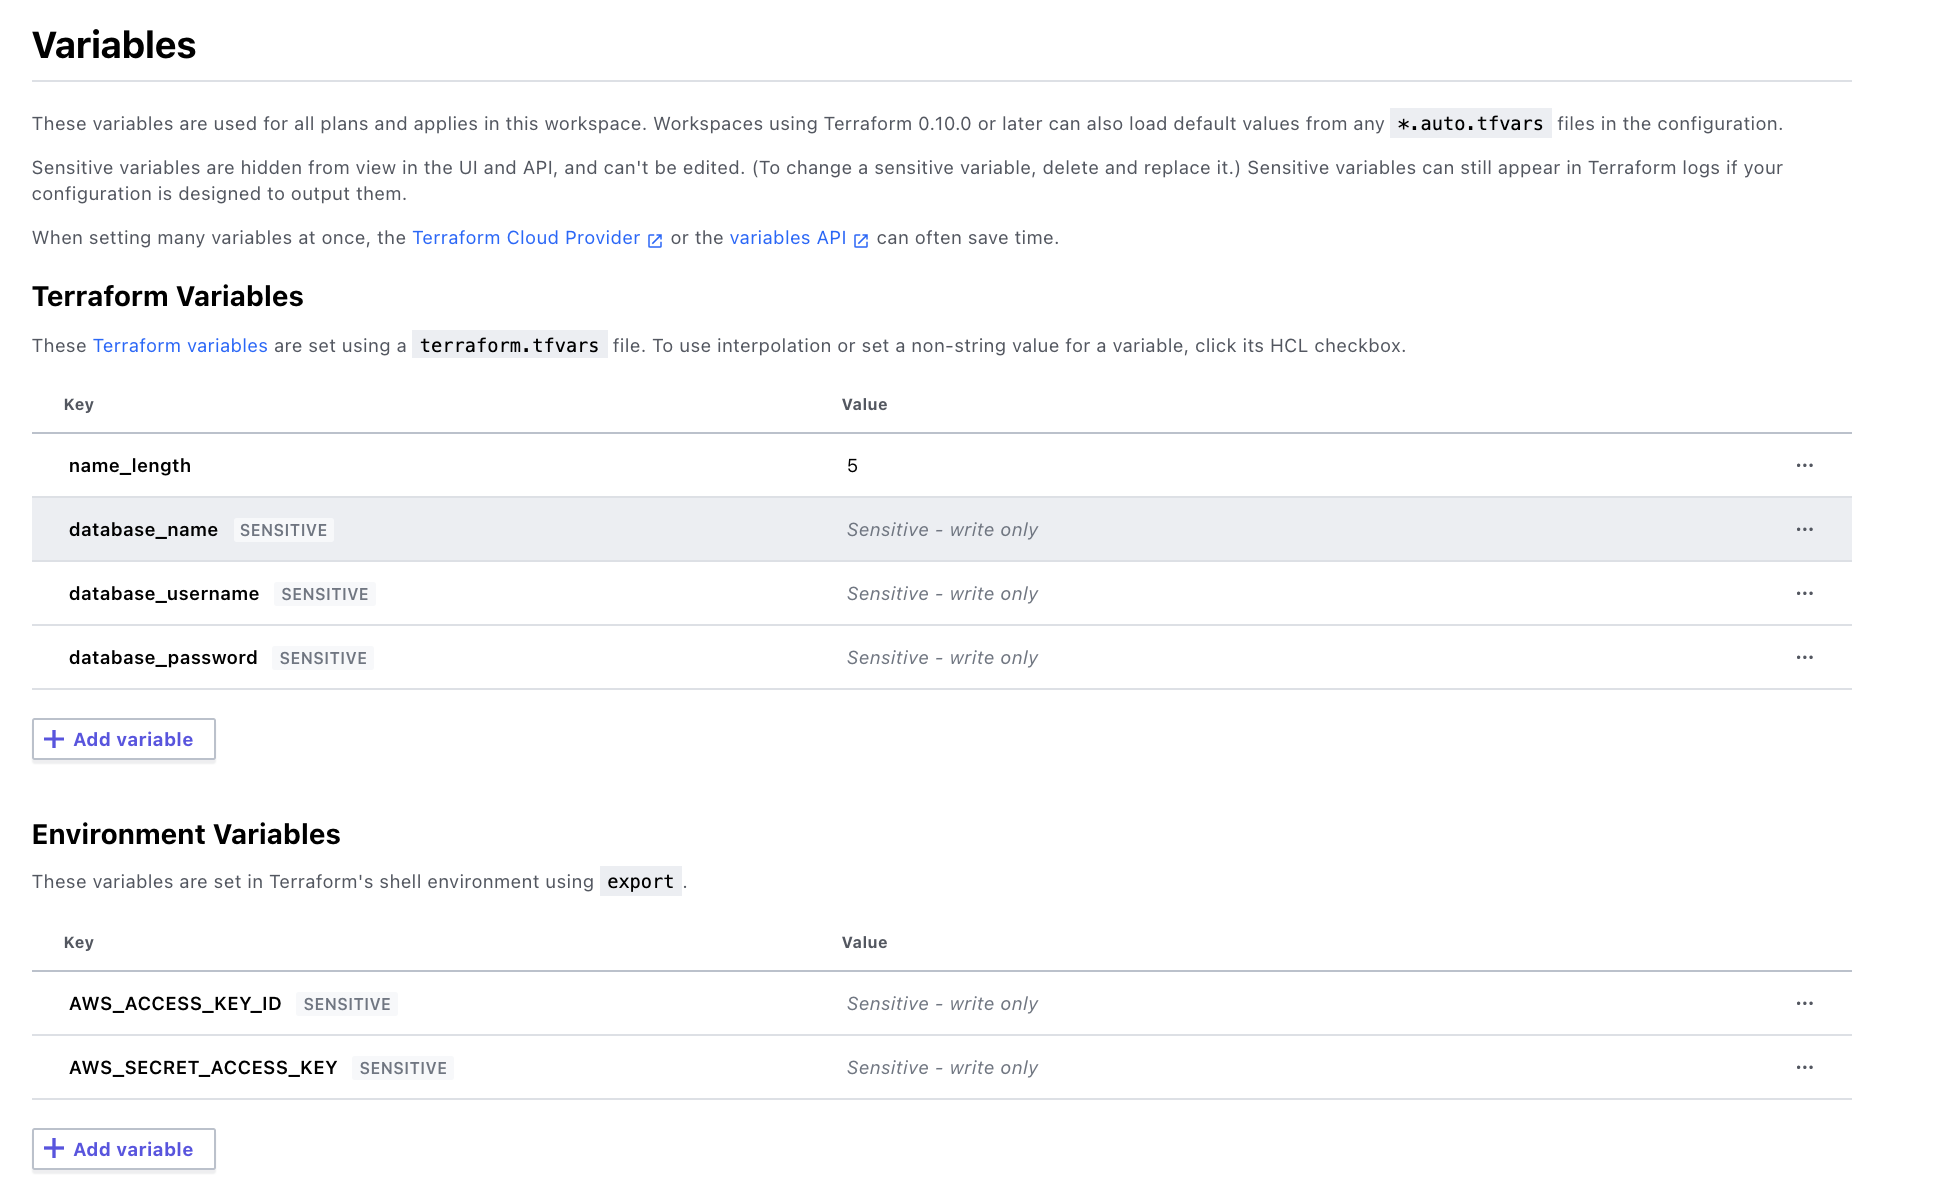 Variables
These variables are used for all plans and applies in this workspace. Workspaces using Terraform 0.10.0 or later can also load default values from any *.auto.tfvars files in the configuration.
Sensitive variables are hidden from view in the UI and API, and can't be edited. (To change a sensitive variable, delete and replace it.) Sensitive variables can still appear in Terraform logs if your
configuration is designed to output them.
When setting many variables at once, the Terraform Cloud Provider or the variables API can often save time.
Terraform Variables
These Terraform variables are set using a terraform.tfvars file. To use interpolation or set a non-string value for a variable, click its HCL checkbox.
Key Value
name_length 5 ...
database_name SENSITIVE Sensitive - write only ...
database_username SENSITIVE Sensitive - write only ...
database_password SENSITIVE Sensitive - write only ...
+ Add variable
Environment Variables
These variables are set in Terraform's shell environment using export.
Key Value
AWS_ACCESS_KEY_ID SENSITIVE Sensitive - write only ...
AWS_SECRET_ACCESS_KEY SENSITIVE Sensitive - write only ...
+ Add variable